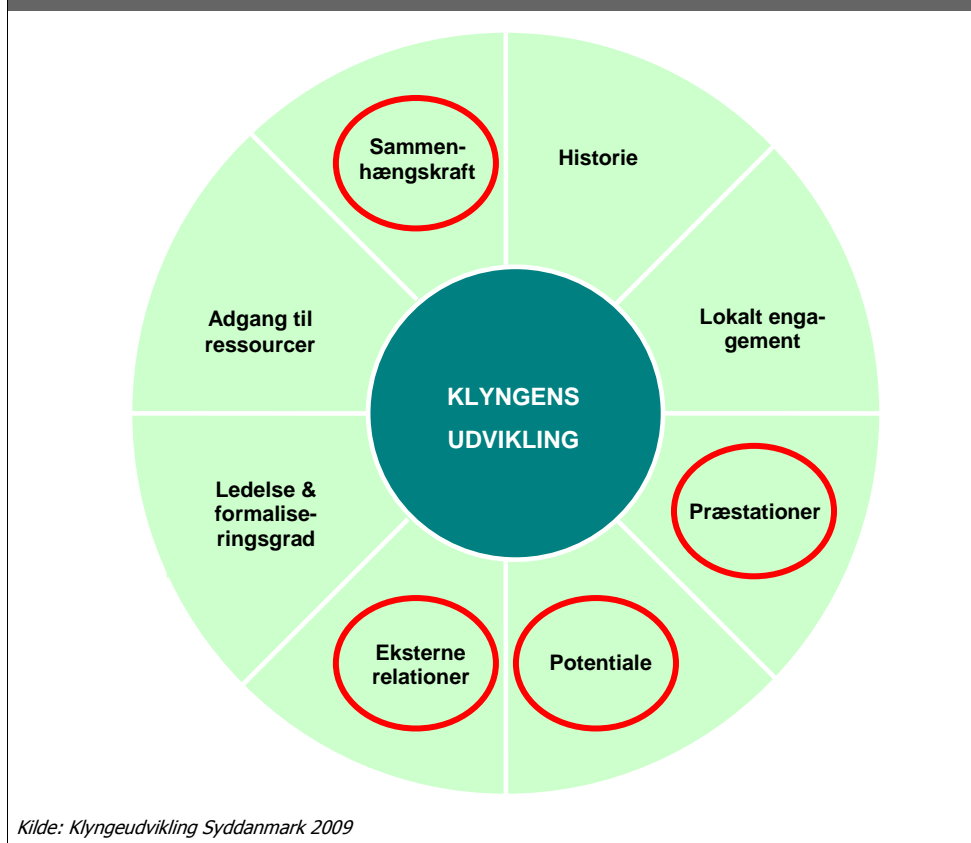 Sammen-
hængskraft
Historie
Adgang til
ressourcer
Lokalt enga-
gement
KLYNGENS
UDVIKLING
Ledelse &
formalise-
ringsgrad
Præstationer
Eksterne
relationer
Potentiale
Kilde: Klyngeudvikling Syddanmark 2009